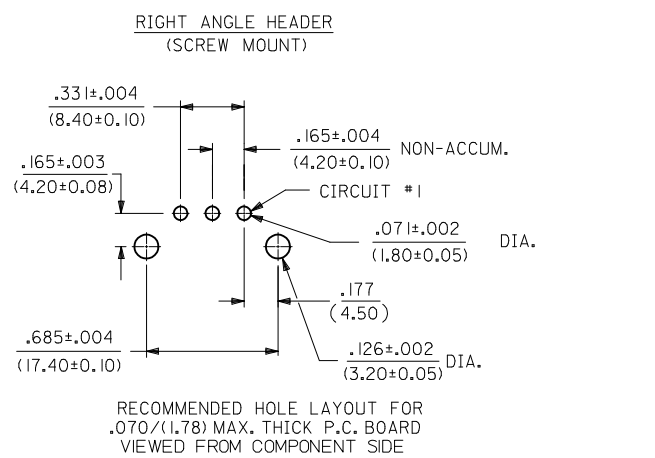 RIGHT ANGLE HEADER
(SCREW MOUNT)
.331±.004
(8.40±0.10)
.165±.004
(4.20±0.10)
NON-ACCUM.
.165±.003
(4.20±0.08)
CIRCUIT #1
.071±.002
(1.80±0.05)
DIA.
.177
(4.50)
.685±.004
(17.40±0.10)
.126±.002
(3.20±0.05)
DIA.
RECOMMENDED HOLE LAYOUT FOR
.070/(1.78) MAX. THICK P.C. BOARD
VIEWED FROM COMPONENT SIDE